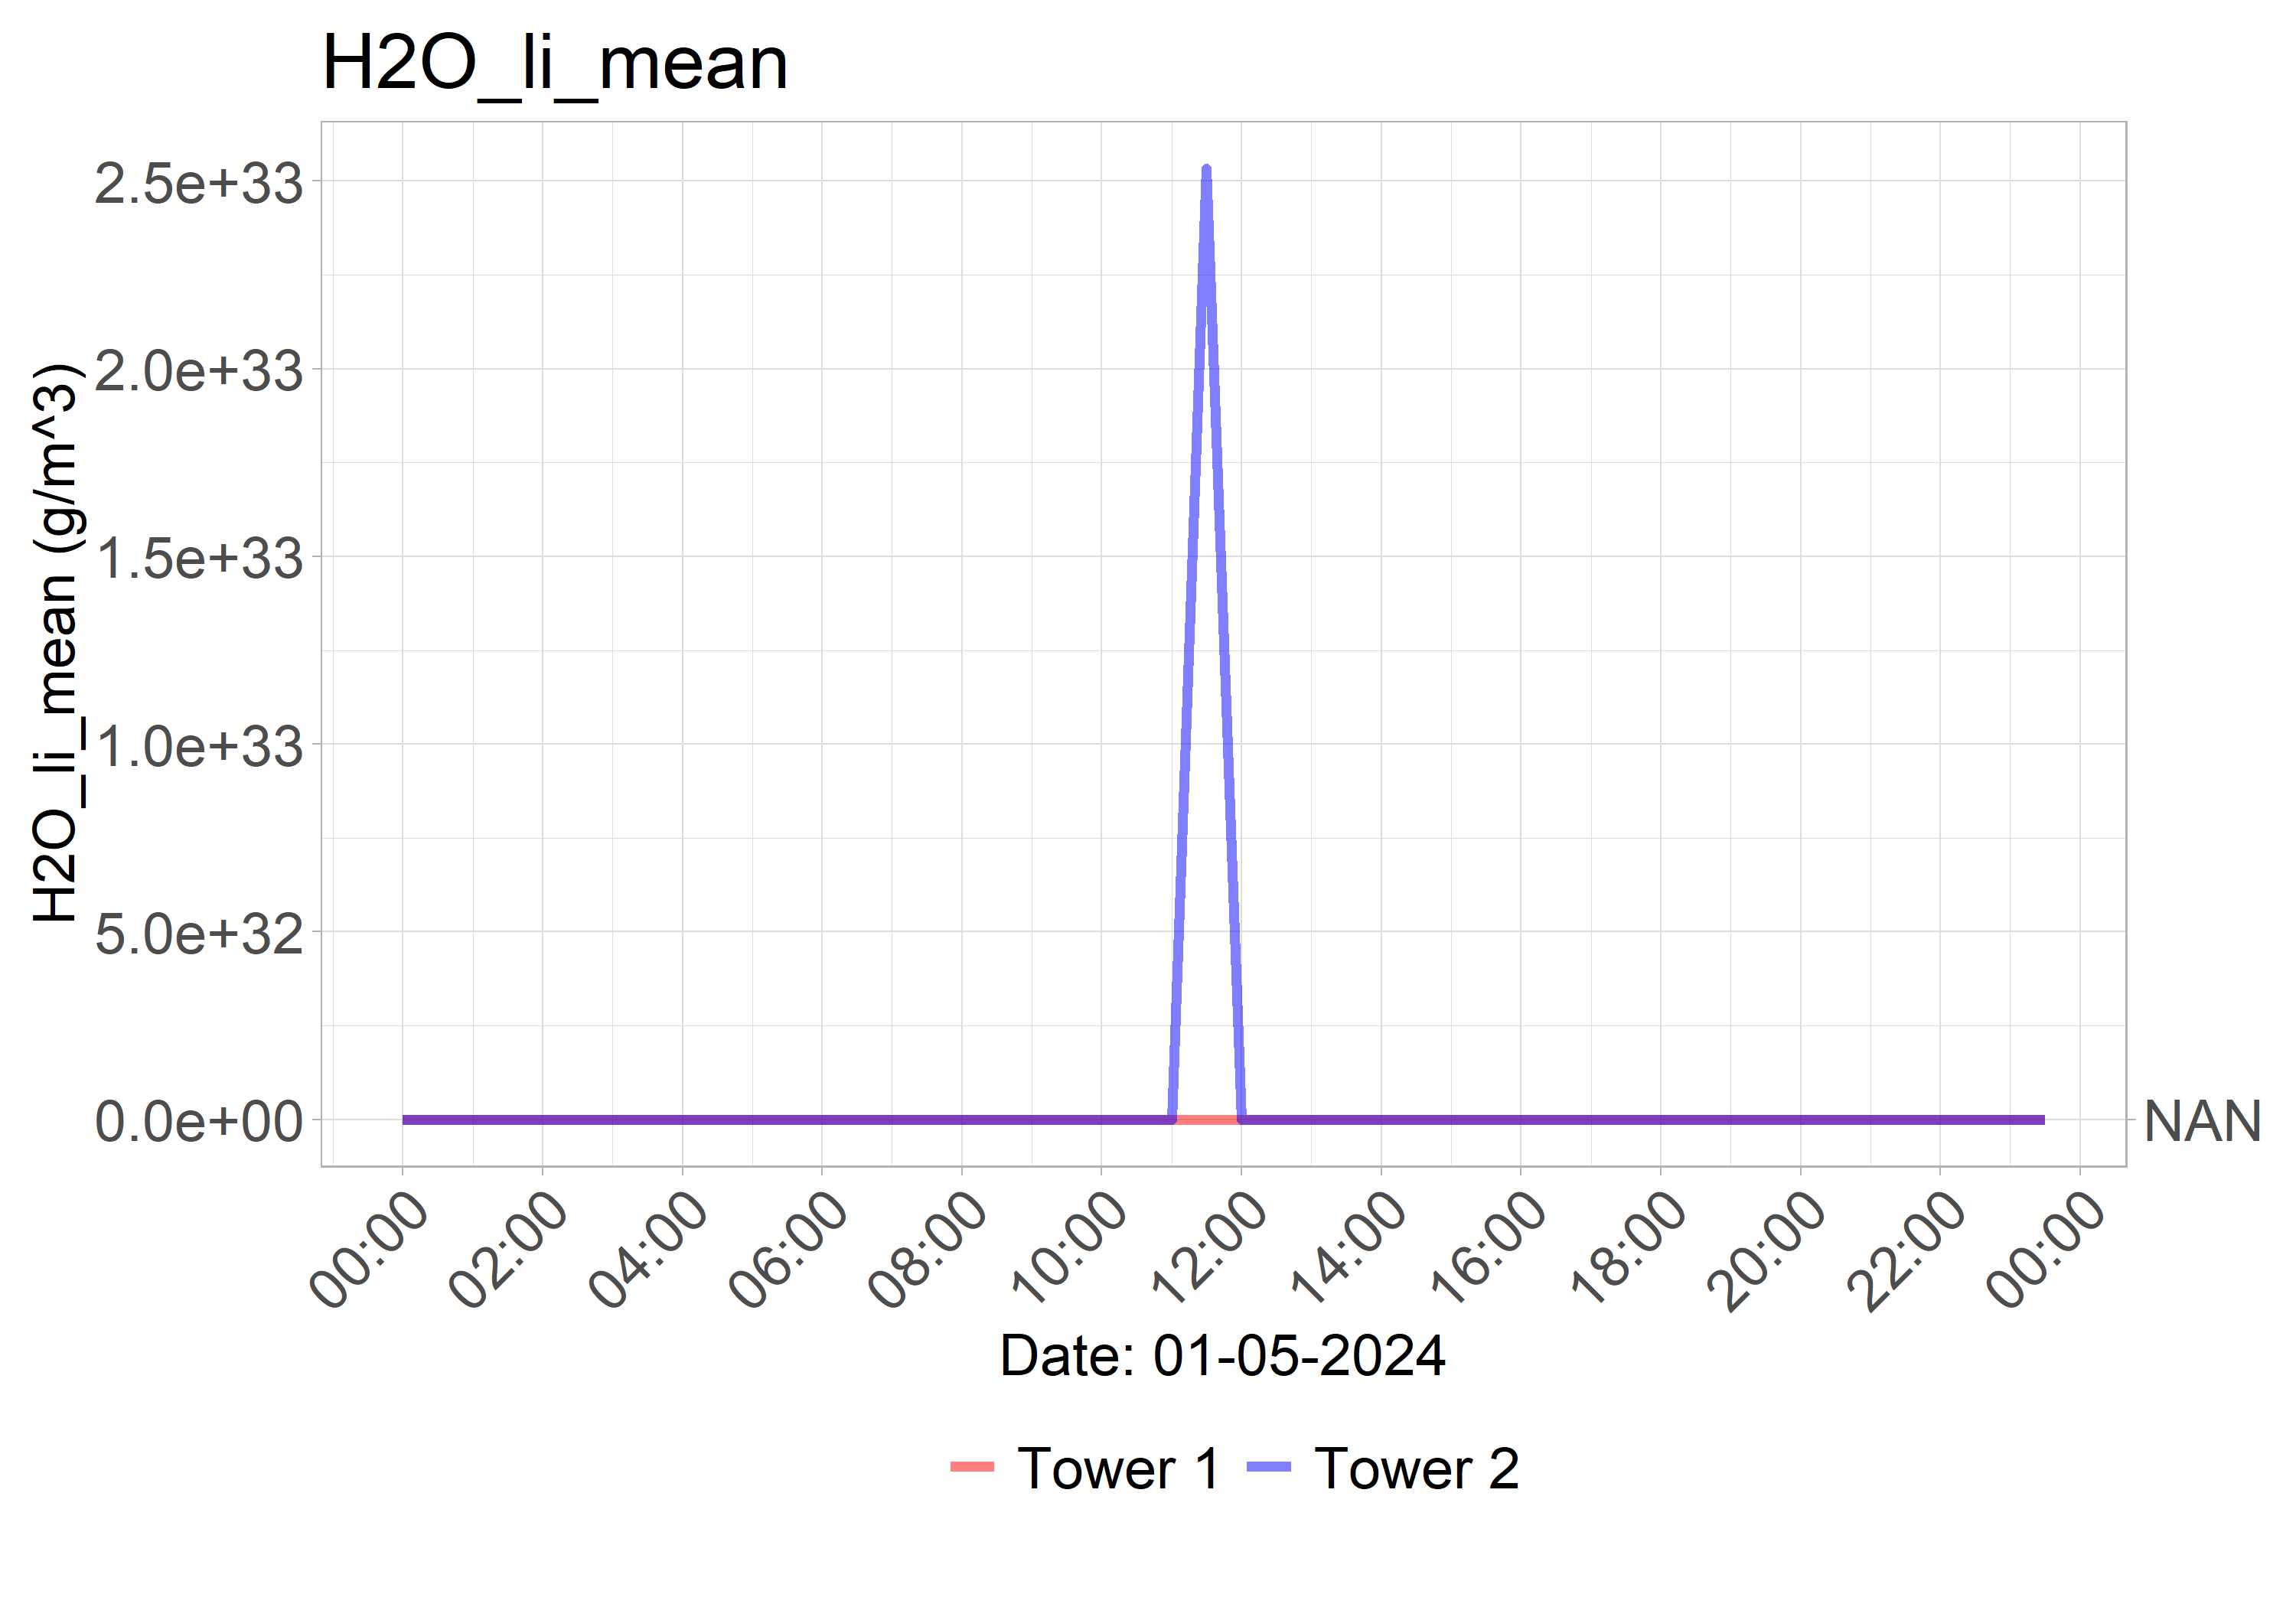 H2O_li_mean
H2O_li_mean (g/m^3)
2.5e+33
2.0e+33
1.5e+33
1.0e+33
5.0e+32
0.0e+00
NAN
00:00
02:00
04:00
06:00
08:00
10:00
12:00
14:00
16:00
18:00
20:00
22:00
00:00
Date: 01-05-2024
Tower 1 Tower 2